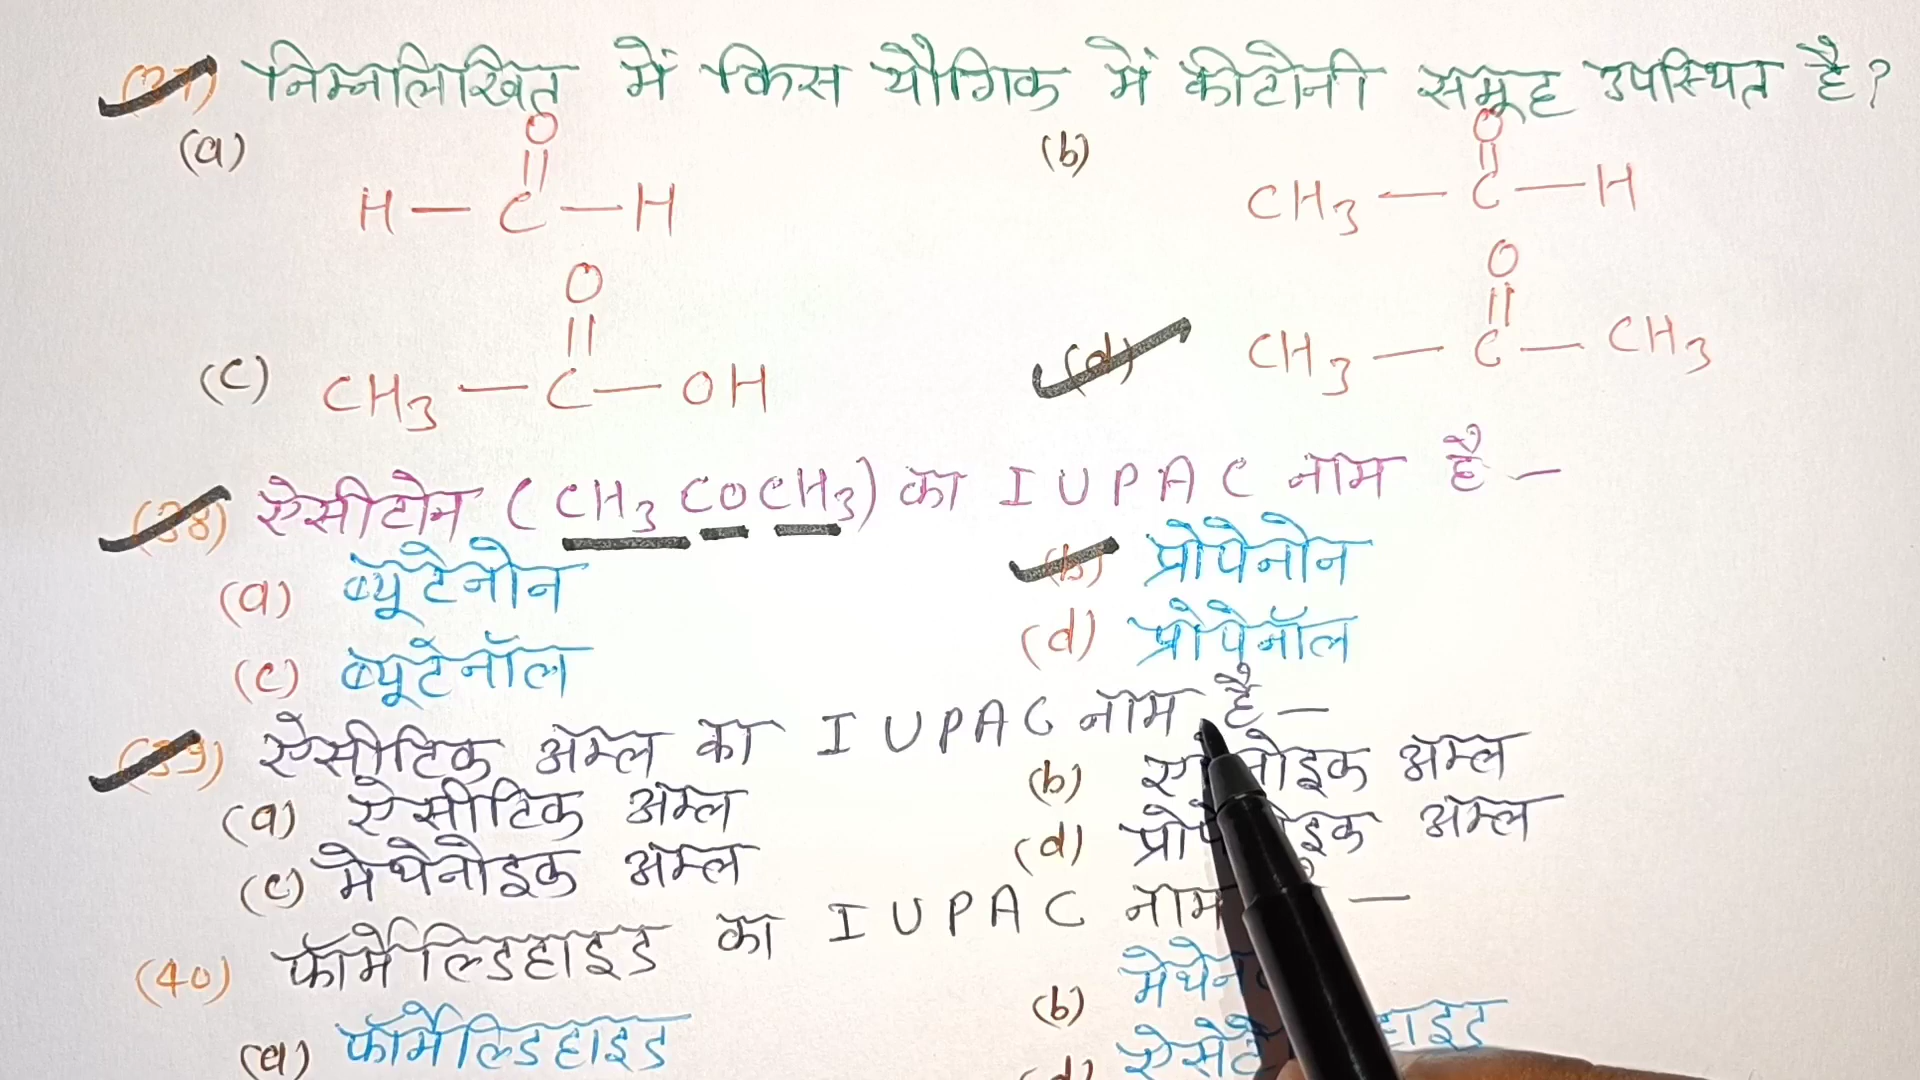 (37) निम्नलिखित में किस यौगिक में कीटोनी समूह उपस्थित है?
(a)
O
||
H — C — H
(b)
O
||
CH3 — C — H
(c)
O
||
CH3 — C — OH
(d)
O
||
CH3 — C — CH3
(38) ऐसीटोन (CH3COCH3) का IUPAC नाम है —
(a) ब्यूटेनोन (b) प्रोपेनोन
(c) ब्यूटेनॉल (d) प्रोपेनॉल
(39) ऐसीटिक अम्ल का IUPAC नाम है —
(a) ऐसीटिक अम्ल (b) अम्ल
(c) मेथेनोइक अम्ल (d) अम्ल
(40) फॉर्मेल्डिहाइड का IUPAC नाम —
(a) फॉर्मेल्डिहाइड (b)
(d)